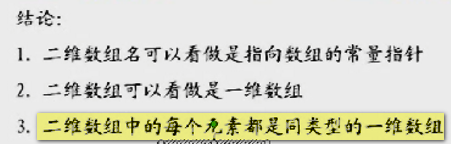 结论:
1. 二维数组名可以看做是指向数组的常量指针
2. 二维数组可以看做是一维数组
3. 二维数组中的每个元素都是同类型的一维数组